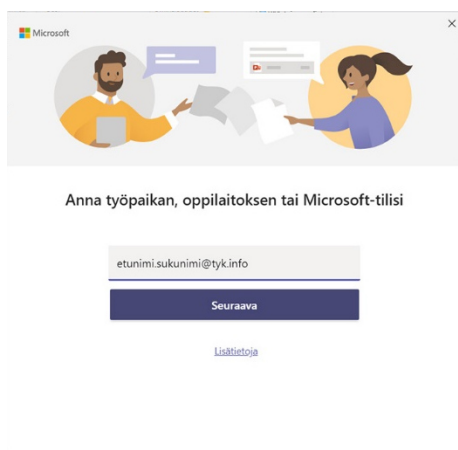 Microsoft
Anna työpaikan, oppilaitoksen tai Microsoft-tilisi
etunimi.sukunimi@tyk.info
Seuraava
Lisätietoja